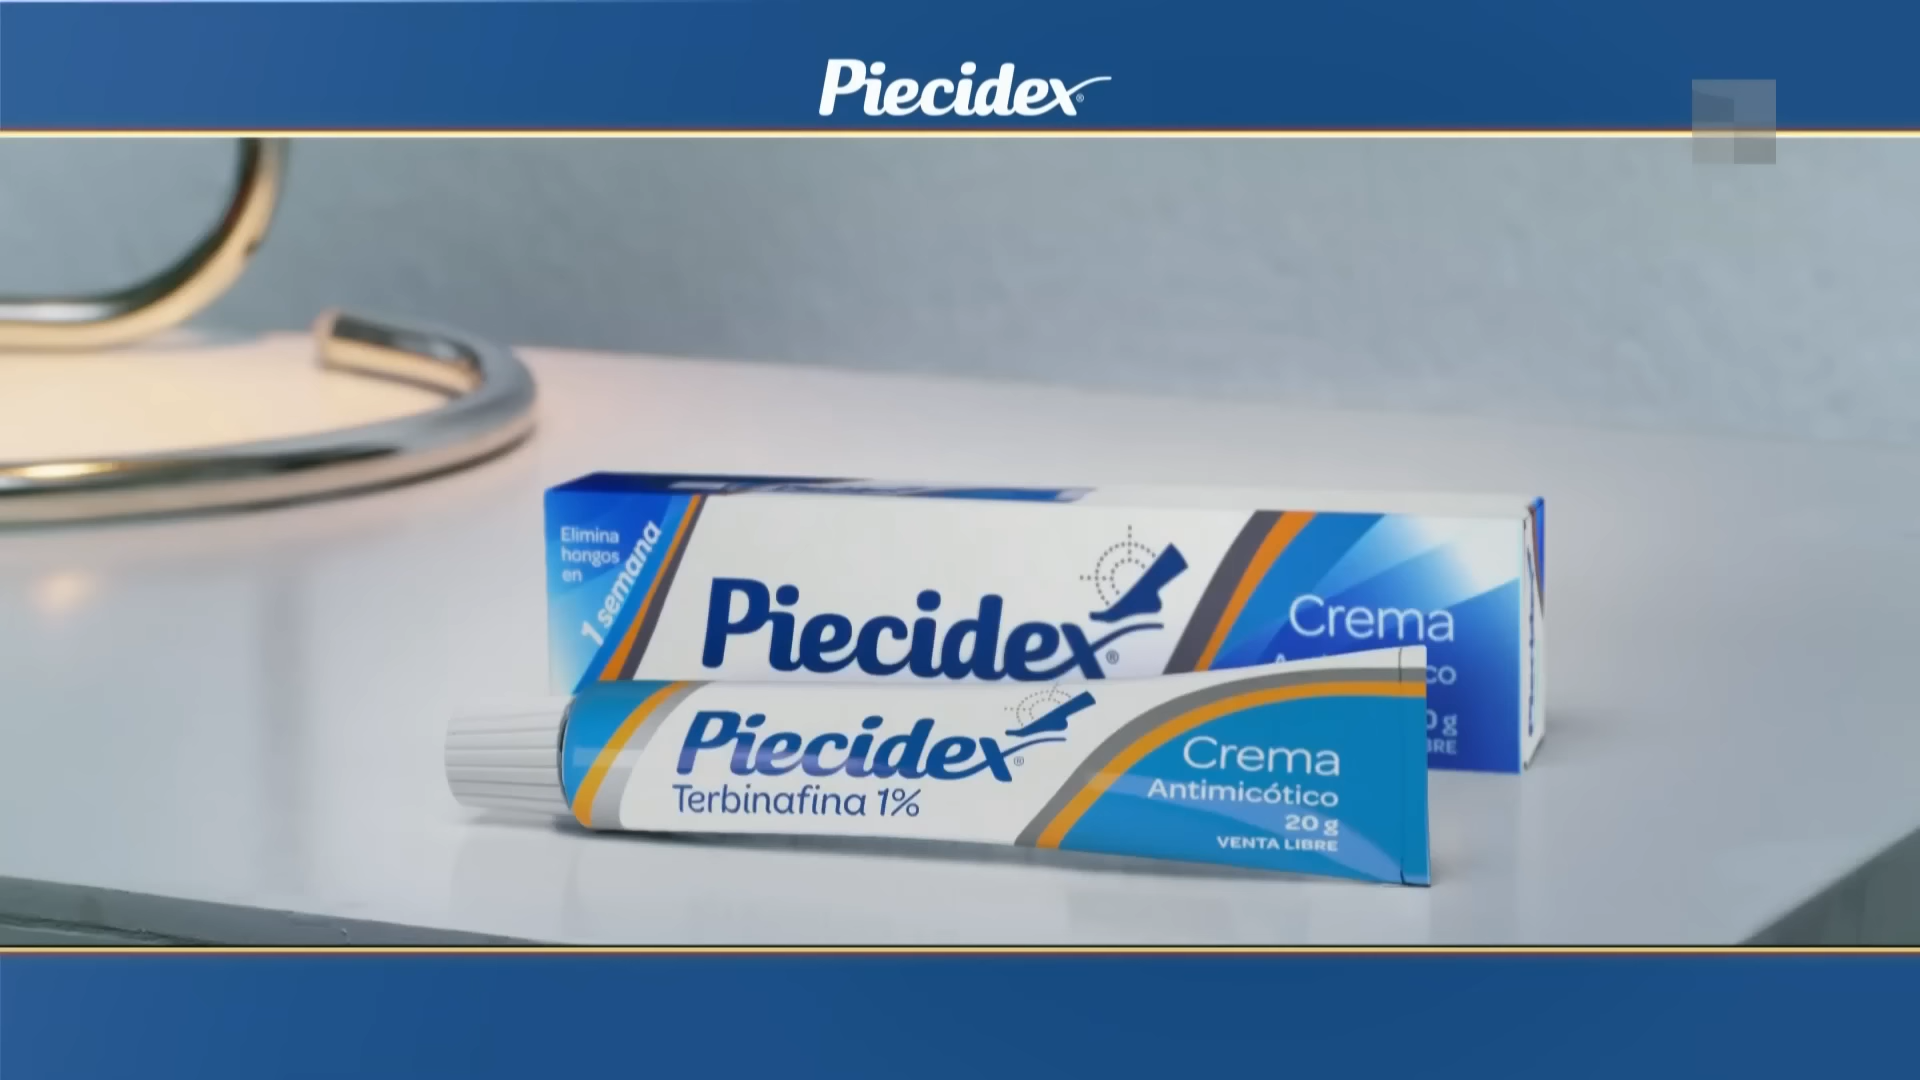 Piecidex®
Elimina
hongos
en
1 semana
Piecidex®
Crema
Piecidex®
Terbinafina 1%
Crema
Antimicótico
20 g
VENTA LIBRE